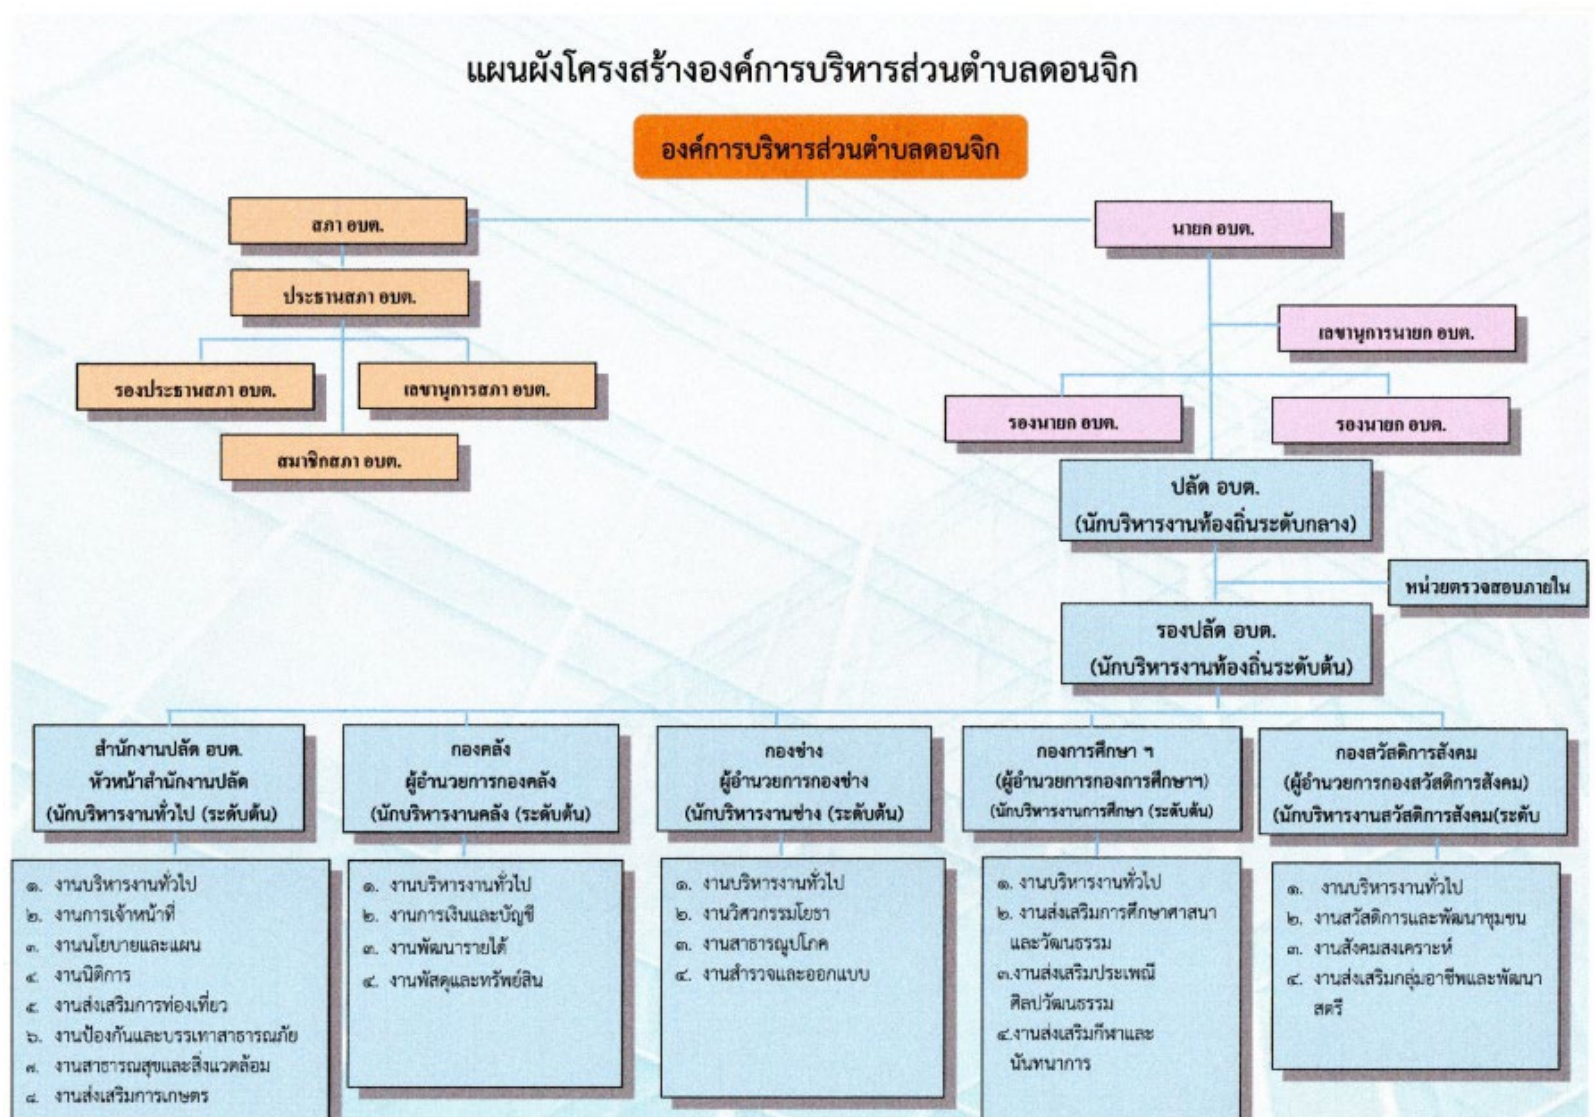 แผนผังโครงสร้างองค์การบริหารส่วนตำบลดอนจิก
องค์การบริหารส่วนตำบลดอนจิก
สภา อบต.
นายก อบต.
ประธานสภา อบต.
เลขานุการนายก อบต.
รองประธานสภา อบต.
เลขานุการสภา อบต.
รองนายก อบต.
รองนายก อบต.
สมาชิกสภา อบต.
ปลัด อบต.
(นักบริหารงานท้องถิ่นระดับกลาง)
หน่วยตรวจสอบภายใน
รองปลัด อบต.
(นักบริหารงานท้องถิ่นระดับต้น)
สำนักงานปลัด อบต.
หัวหน้าสำนักงานปลัด
(นักบริหารงานทั่วไป (ระดับต้น)
กองคลัง
ผู้อำนวยการกองคลัง
(นักบริหารงานคลัง (ระดับต้น)
กองช่าง
ผู้อำนวยการกองช่าง
(นักบริหารงานช่าง (ระดับต้น)
กองการศึกษา ฯ
(ผู้อำนวยการกองการศึกษาฯ)
(นักบริหารงานการศึกษา (ระดับต้น)
กองสวัสดิการสังคม
(ผู้อำนวยการกองสวัสดิการสังคม)
(นักบริหารงานสวัสดิการสังคม(ระดับ
๑. งานบริหารงานทั่วไป
๒. งานการเจ้าหน้าที่
๓. งานนโยบายและแผน
๔. งานนิติการ
๕. งานส่งเสริมการท่องเที่ยว
๖. งานป้องกันและบรรเทาสาธารณภัย
๗. งานสาธารณสุขและสิ่งแวดล้อม
๘. งานส่งเสริมการเกษตร
๑. งานบริหารงานทั่วไป
๒. งานการเงินและบัญชี
๓. งานพัฒนารายได้
๔. งานพัสดุและทรัพย์สิน
๑. งานบริหารงานทั่วไป
๒. งานวิศวกรรมโยธา
๓. งานสาธารณูปโภค
๔. งานสำรวจและออกแบบ
๑. งานบริหารงานทั่วไป
๒. งานส่งเสริมการศึกษาศาสนา
และวัฒนธรรม
๓.งานส่งเสริมประเพณี
ศิลปวัฒนธรรม
๔.งานส่งเสริมกีฬาและ
นันทนาการ
๑. งานบริหารงานทั่วไป
๒. งานสวัสดิการและพัฒนาชุมชน
๓. งานสังคมสงเคราะห์
๔. งานส่งเสริมกลุ่มอาชีพและพัฒนา
สตรี